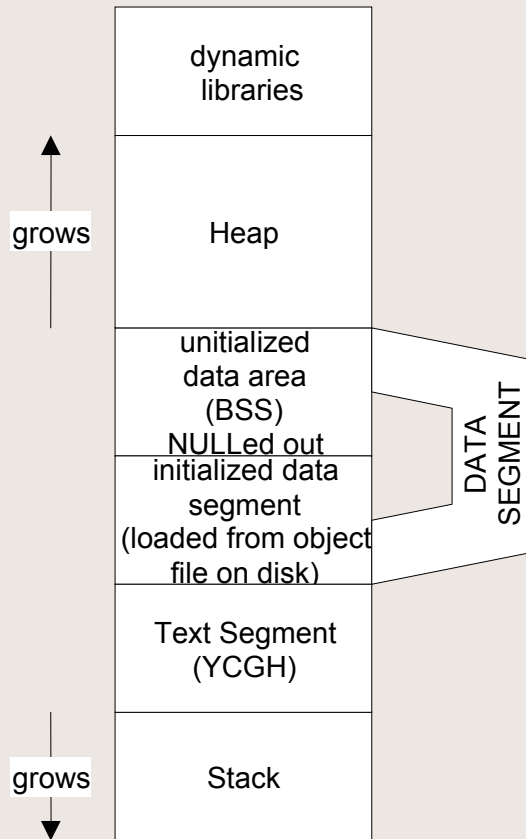 dynamic
libraries
grows
Heap
unitialized
data area
(BSS)
NULLed out
initialized data
segment
(loaded from object
file on disk)
DATA
SEGMENT
Text Segment
(YCGH)
grows
Stack